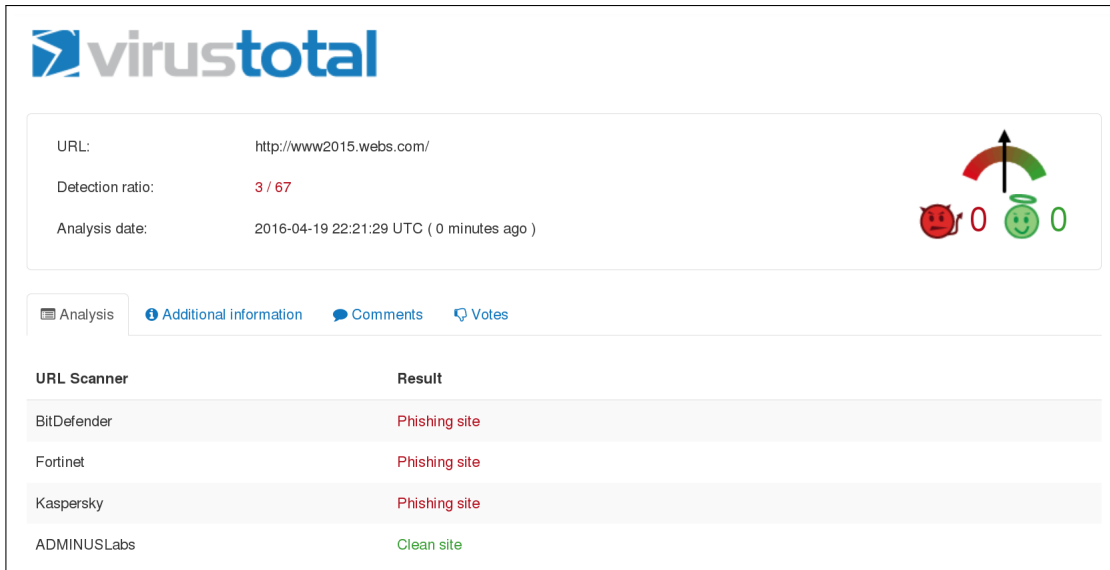 virustotal
URL: http://www2015.webs.com/
Detection ratio: 3 / 67
Analysis date: 2016-04-19 22:21:29 UTC ( 0 minutes ago )
0 0
Analysis Additional information Comments Votes
URL Scanner Result
BitDefender Phishing site
Fortinet Phishing site
Kaspersky Phishing site
ADMINUSLabs Clean site